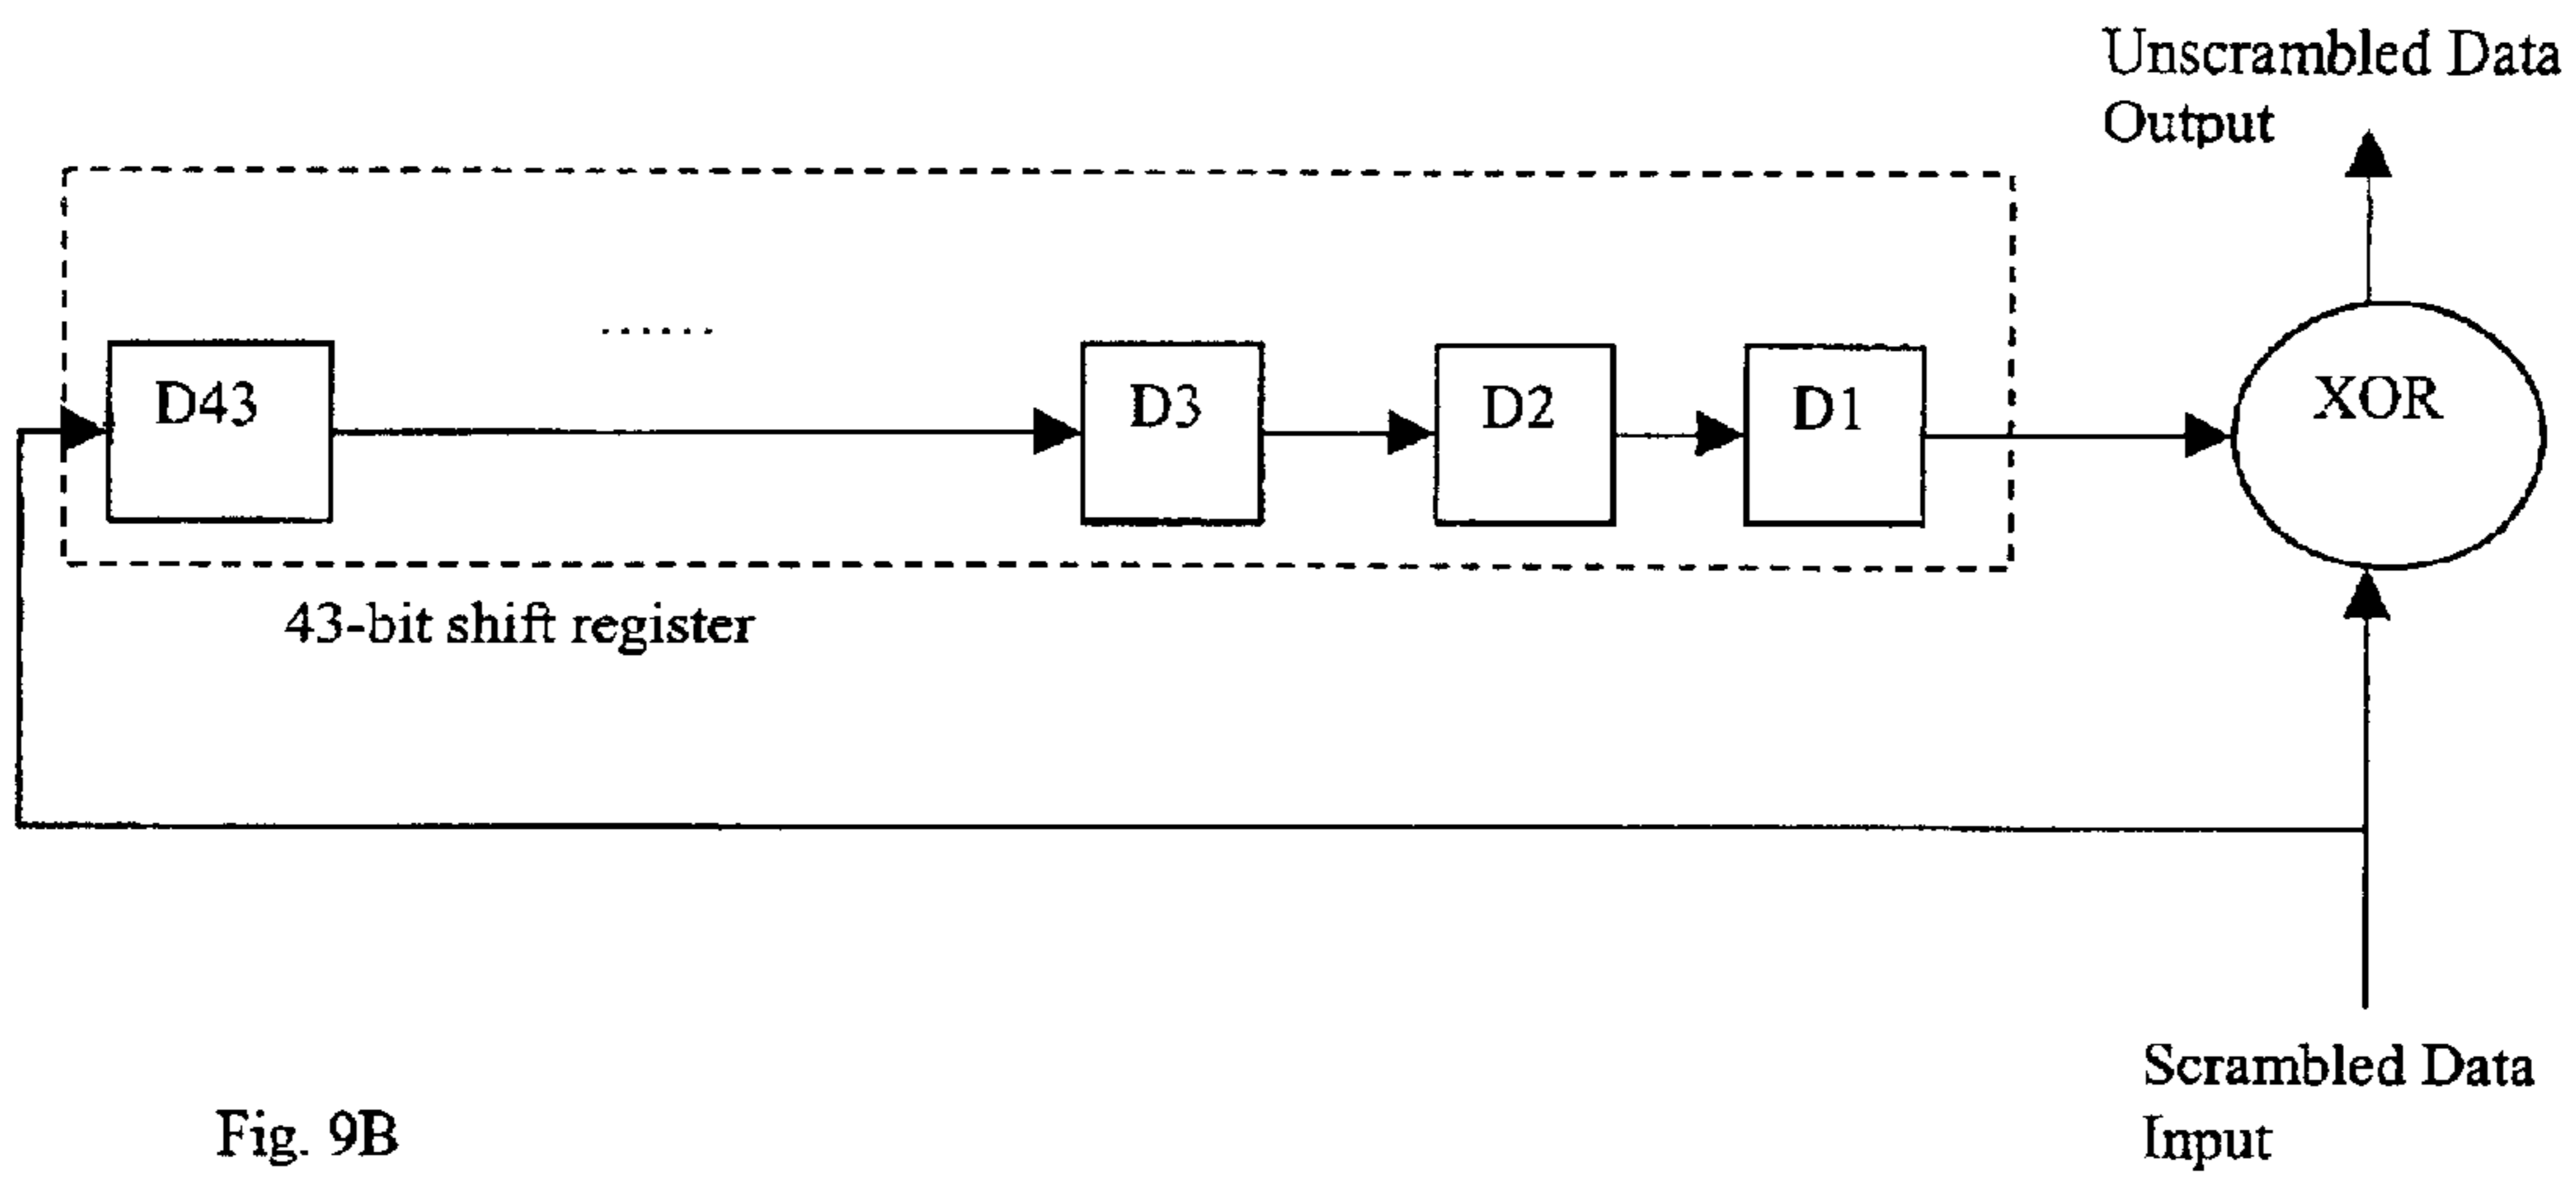 Unscrambled Data
Output
......
D43
D3
D2
D1
XOR
43-bit shift register
Scrambled Data
Input
Fig. 9B